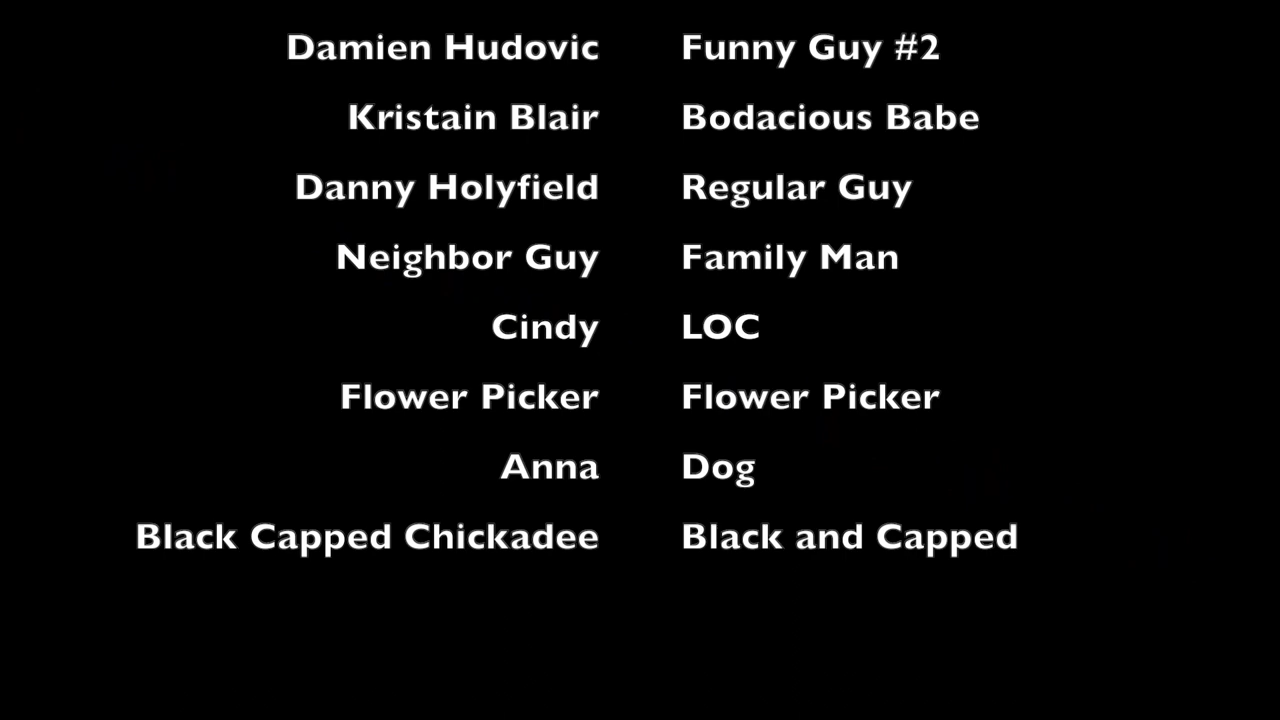 Damien Hudovic Funny Guy #2
Kristain Blair Bodacious Babe
Danny Holyfield Regular Guy
Neighbor Guy Family Man
Cindy LOC
Flower Picker Flower Picker
Anna Dog
Black Capped Chickadee Black and Capped